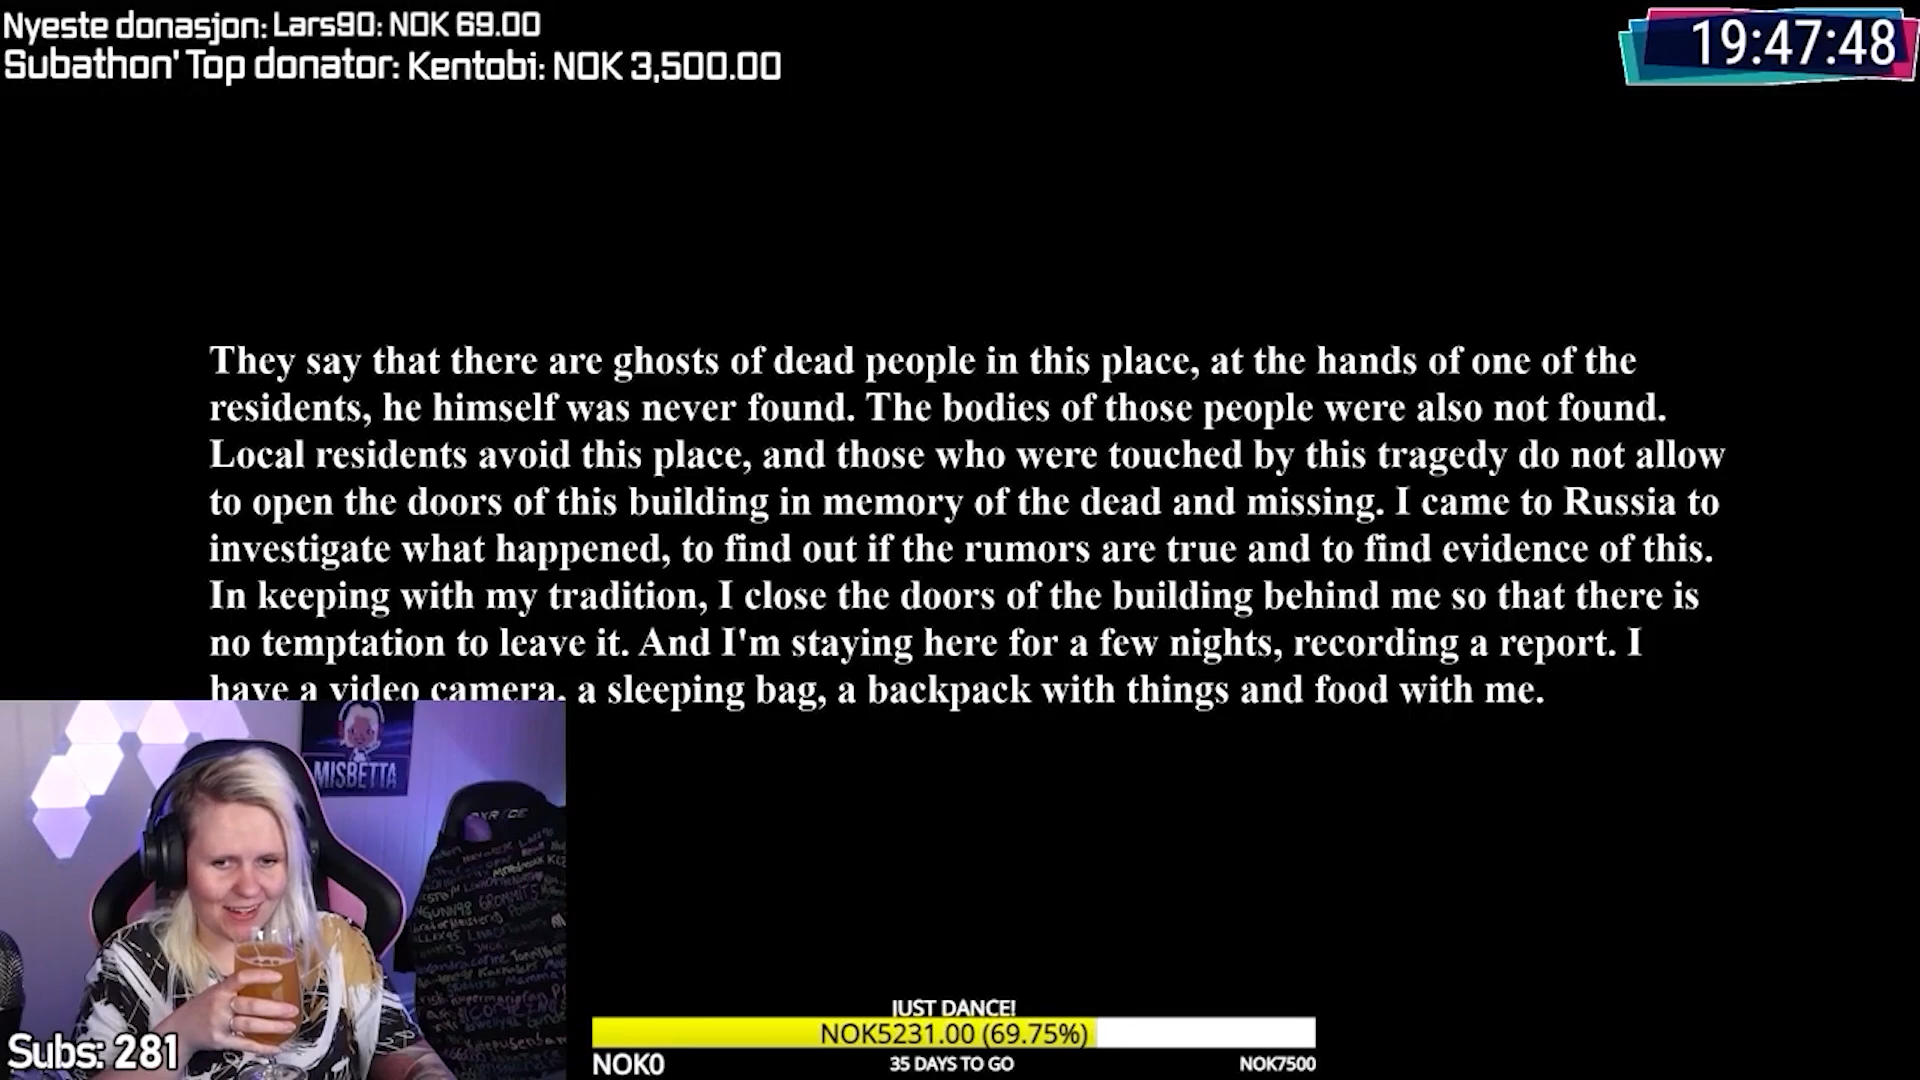 Nyeste donasjon: Lars90: NOK 69.00
Subathon' Top donator: Kentobi: NOK 3,500.00
19:47:48
They say that there are ghosts of dead people in this place, at the hands of one of the
residents, he himself was never found. The bodies of those people were also not found.
Local residents avoid this place, and those who were touched by this tragedy do not allow
to open the doors of this building in memory of the dead and missing. I came to Russia to
investigate what happened, to find out if the rumors are true and to find evidence of this.
In keeping with my tradition, I close the doors of the building behind me so that there is
no temptation to leave it. And I'm staying here for a few nights, recording a report. I
have a video camera, a sleeping bag, a backpack with things and food with me.
MISBETTA
Subs: 281
JUST DANCE!
NOK5231.00 (69.75%)
NOK0
35 DAYS TO GO
NOK7500